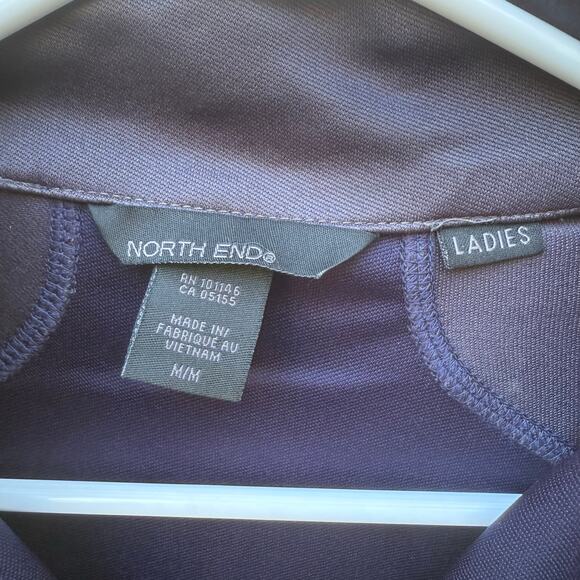 NORTH END®
LADIES
RN 101146
CA 05155
MADE IN/
FABRIQUÉ AU
VIETNAM
M/M